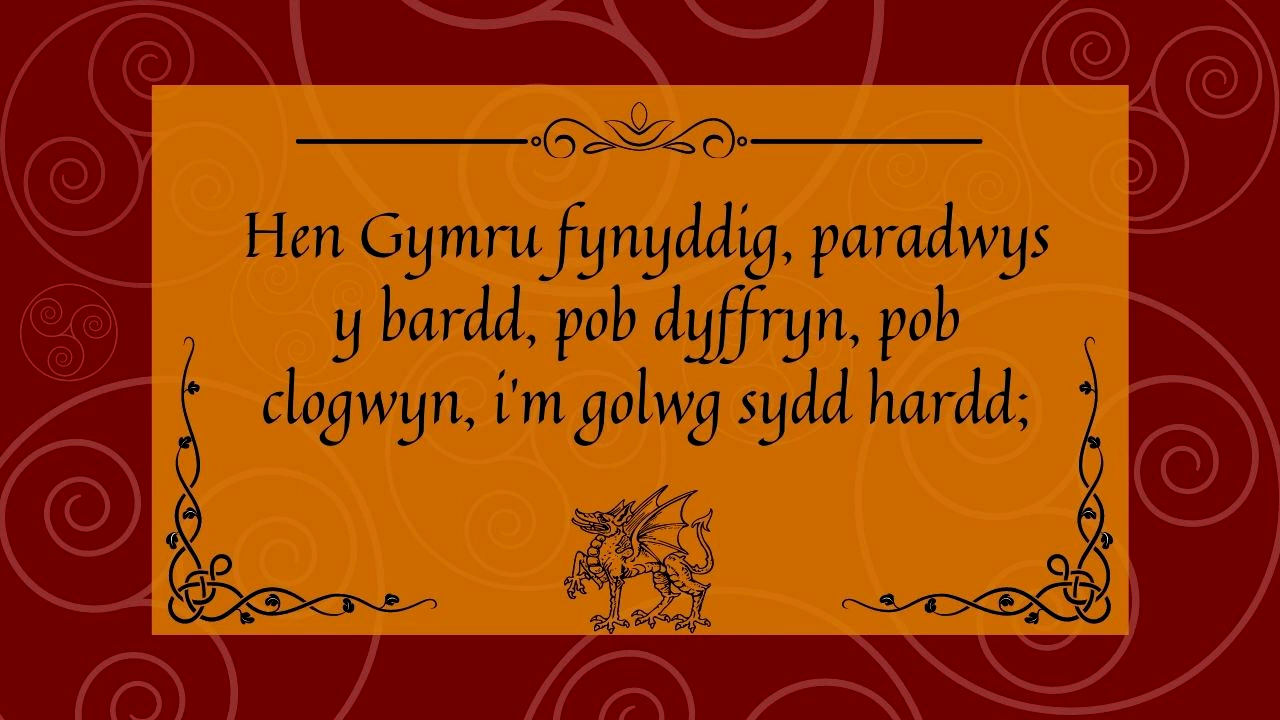 Hen Gymru fynyddig, paradwys
y bardd, pob dyffryn, pob
clogwyn, i'm golwg sydd hardd;